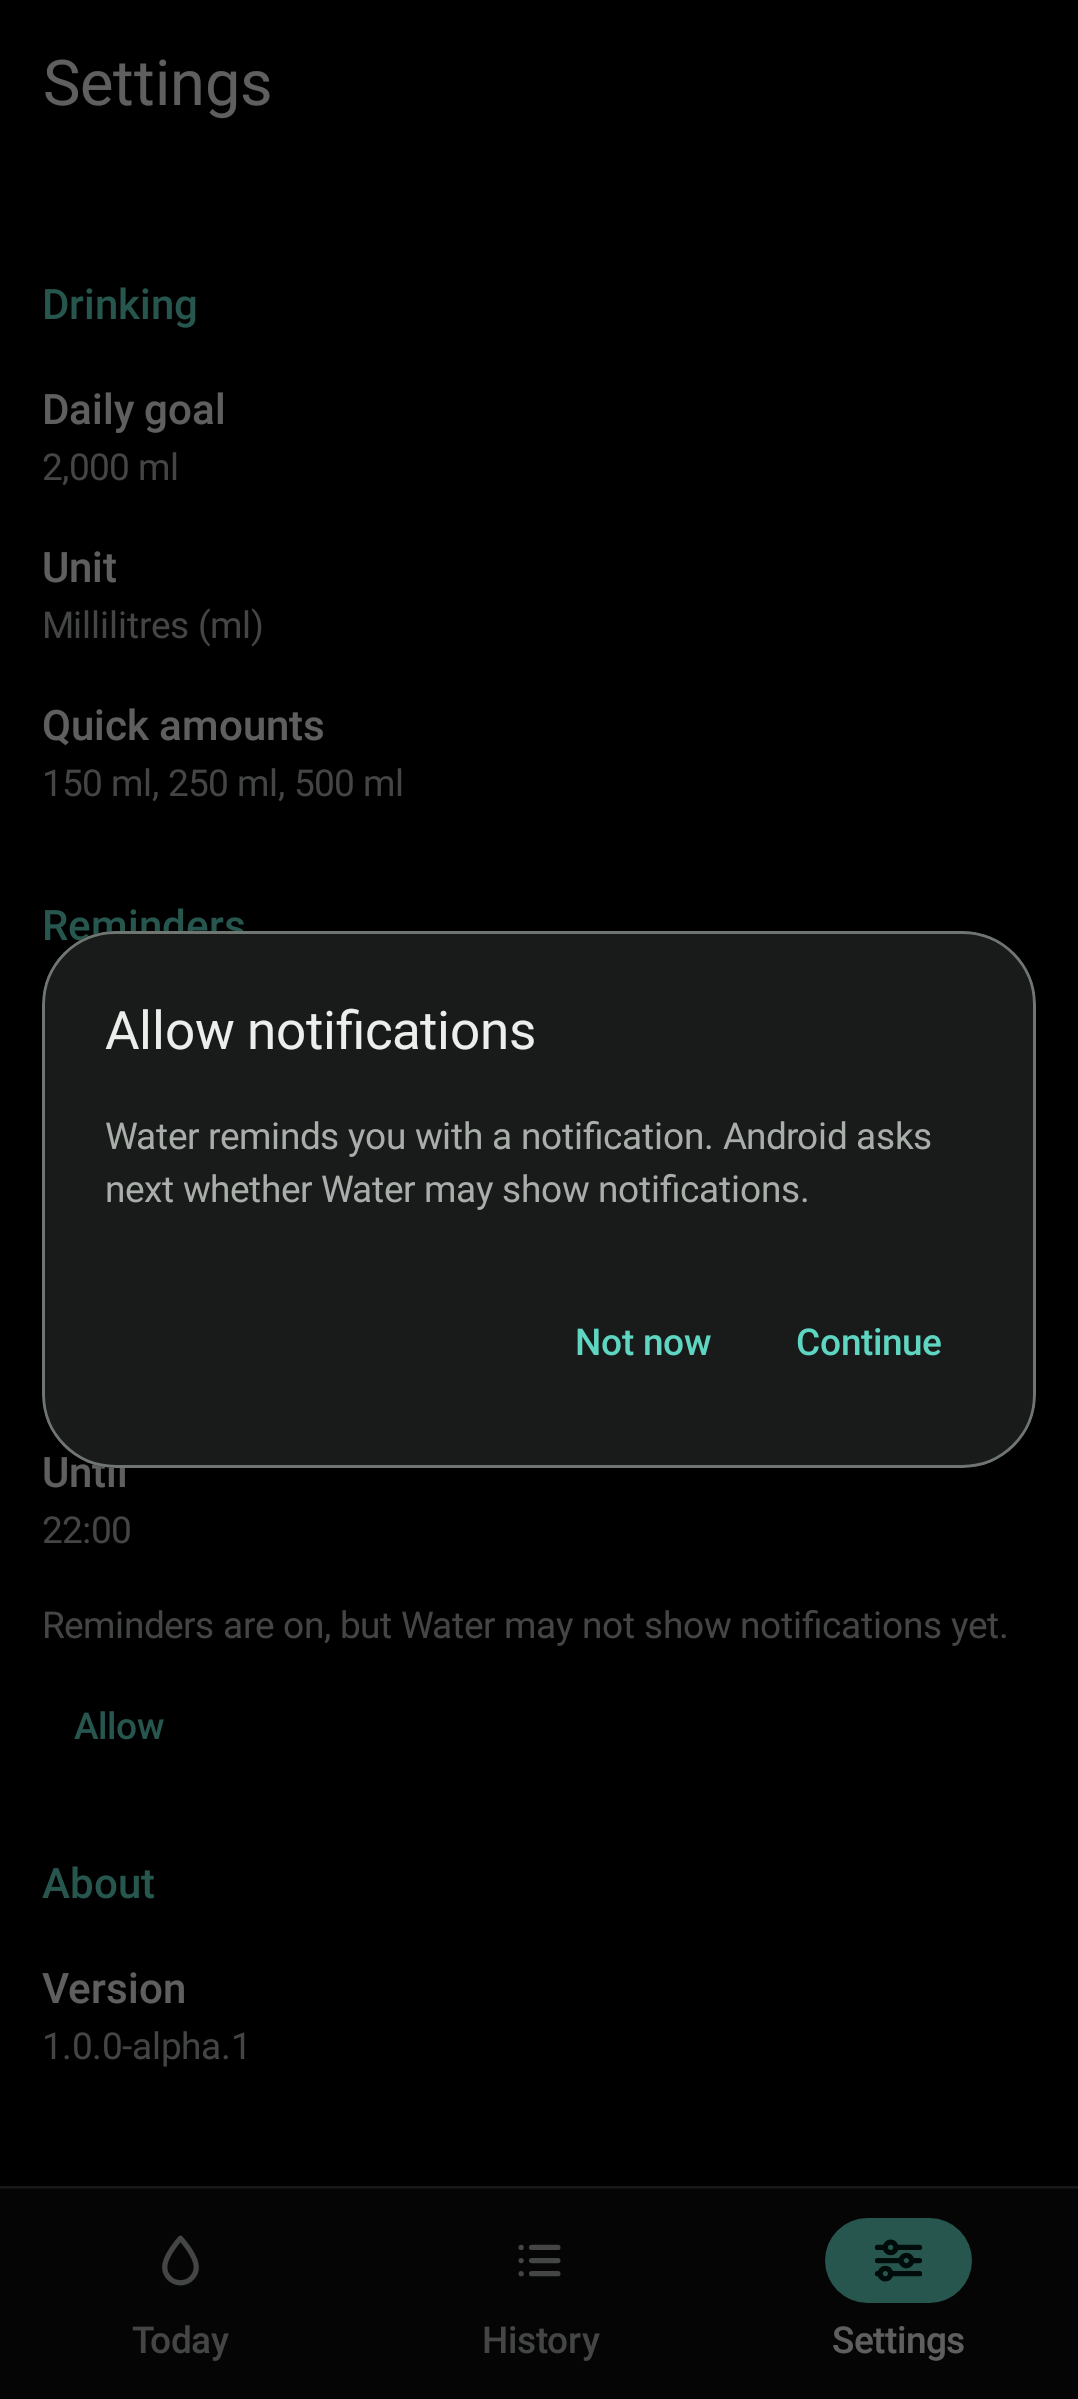 Settings
Drinking
Daily goal
2,000 ml
Unit
Millilitres (ml)
Quick amounts
150 ml, 250 ml, 500 ml
Reminders
Allow notifications
Water reminds you with a notification. Android asks
next whether Water may show notifications.
Not now
Continue
Until
22:00
Reminders are on, but Water may not show notifications yet.
Allow
About
Version
1.0.0-alpha.1
Today
History
Settings